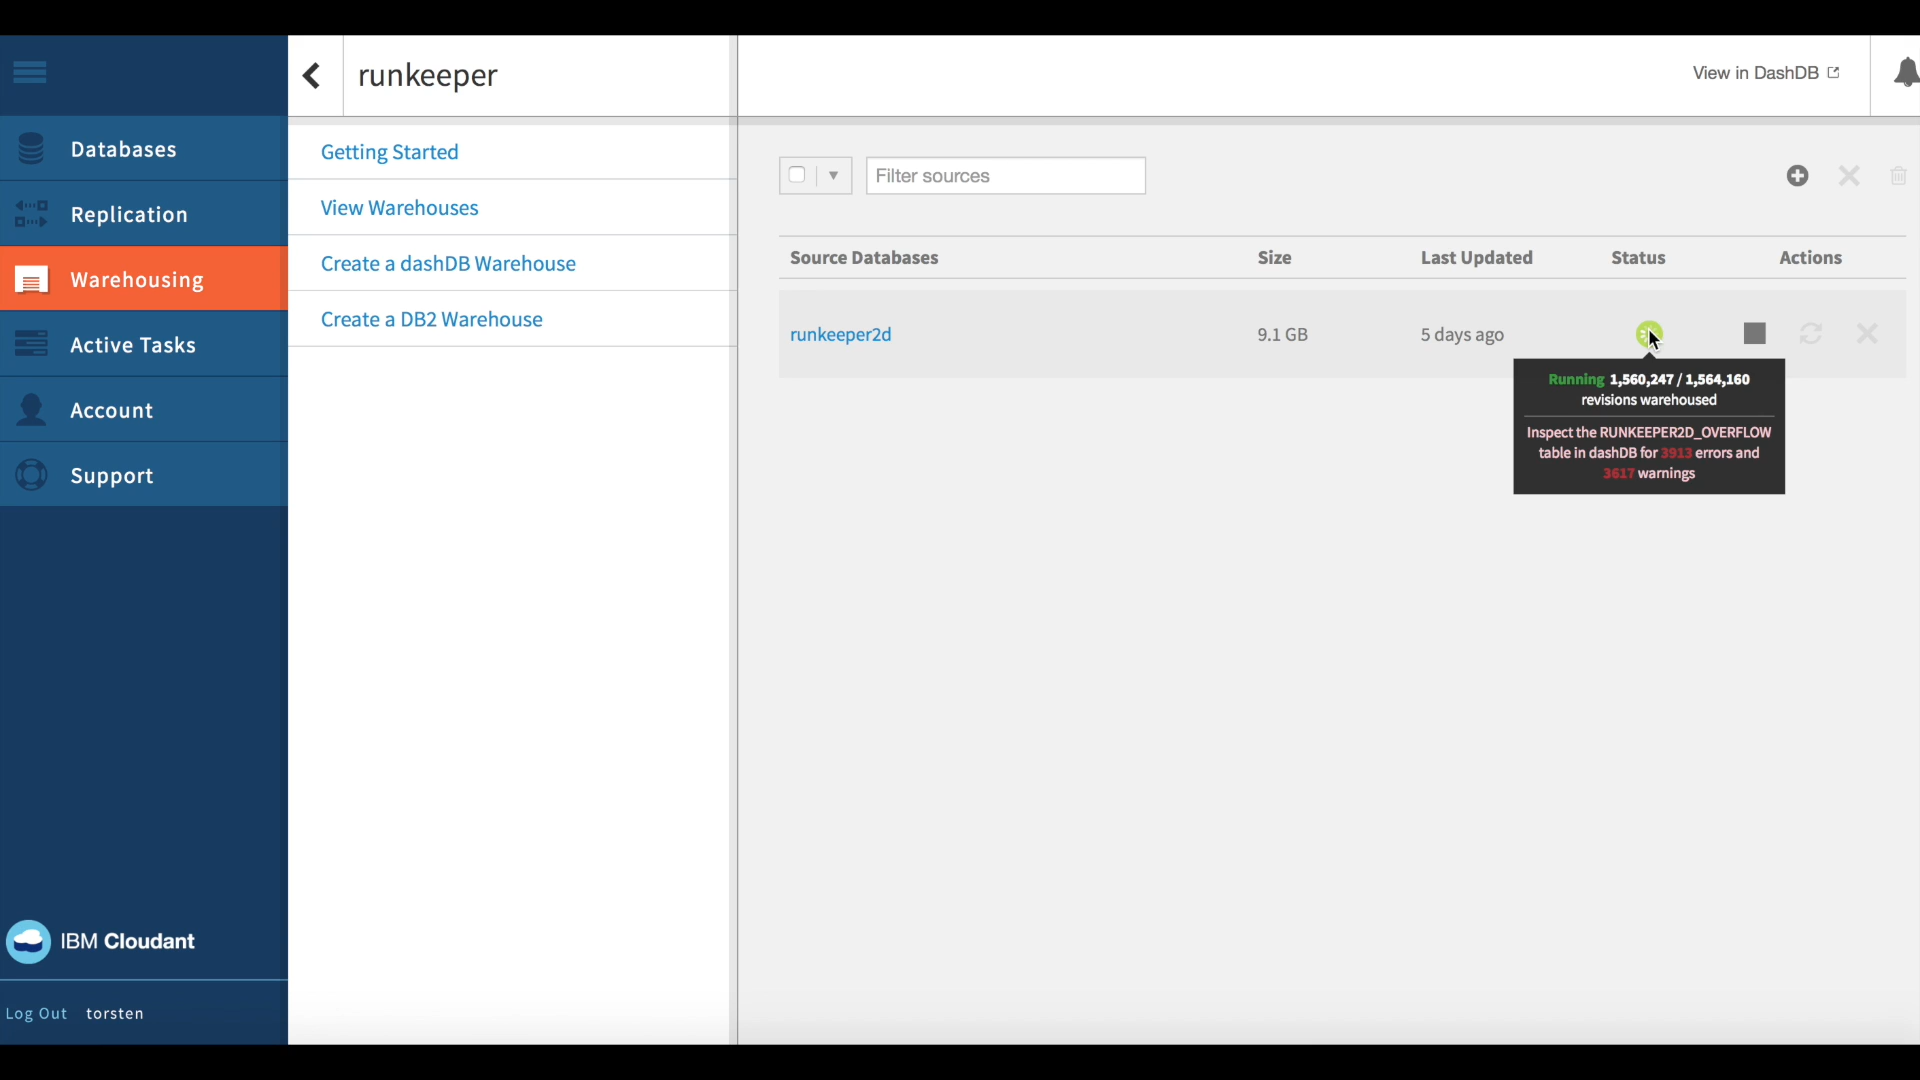 runkeeper
View in DashDB
Databases
Replication
Warehousing
Active Tasks
Account
Support
IBM Cloudant
Log Out torsten
Getting Started
View Warehouses
Create a dashDB Warehouse
Create a DB2 Warehouse
Filter sources
Source Databases Size Last Updated Status Actions
runkeeper2d 9.1 GB 5 days ago
Running 1,560,247 / 1,564,160
revisions warehoused
Inspect the RUNKEEPER2D_OVERFLOW
table in dashDB for 3913 errors and
3617 warnings